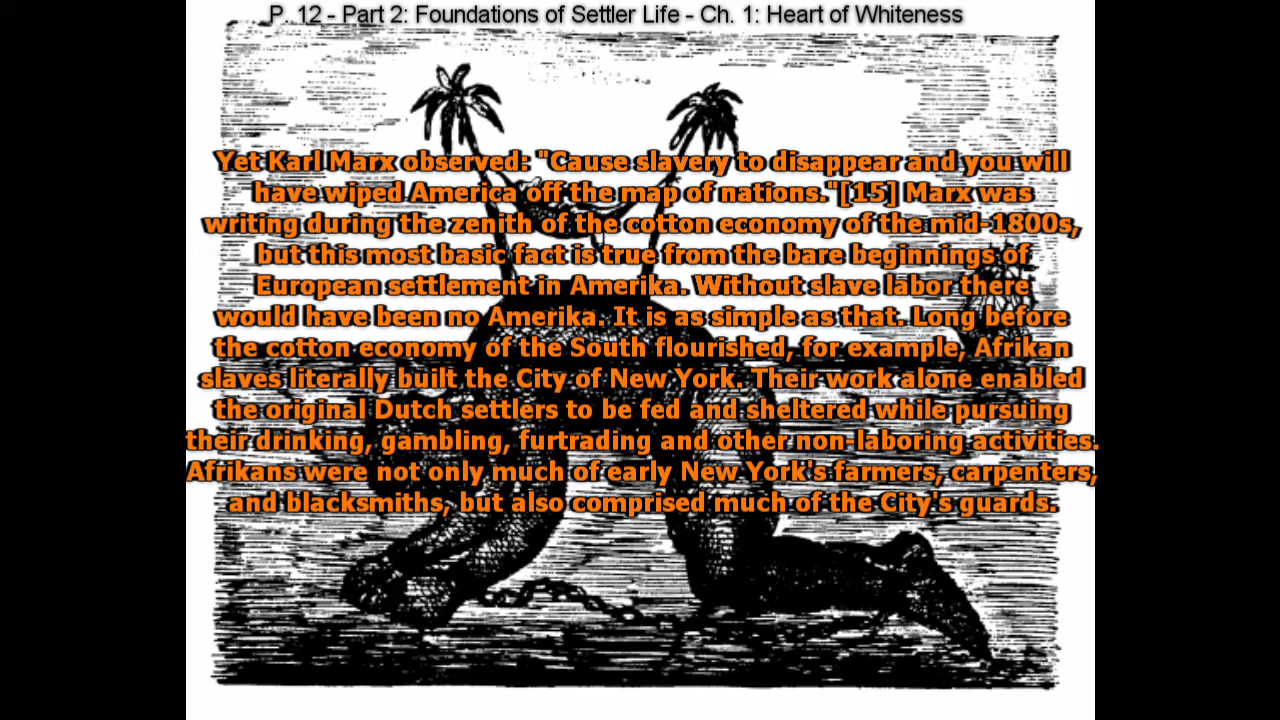 P. 12 - Part 2: Foundations of Settler Life - Ch. 1: Heart of Whiteness
Yet Karl Marx observed: "Cause slavery to disappear and you will
have wiped America off the map of nations."[15] Marx was
writing during the zenith of the cotton economy of the mid-1800s,
but this most basic fact is true from the bare beginnings of
European settlement in Amerika. Without slave labor there
would have been no Amerika. It is as simple as that. Long before
the cotton economy of the South flourished, for example, Afrikan
slaves literally built the City of New York. Their work alone enabled
the original Dutch settlers to be fed and sheltered while pursuing
their drinking, gambling, furtrading and other non-laboring activities.
Afrikans were not only much of early New York's farmers, carpenters,
and blacksmiths, but also comprised much of the City's guards.